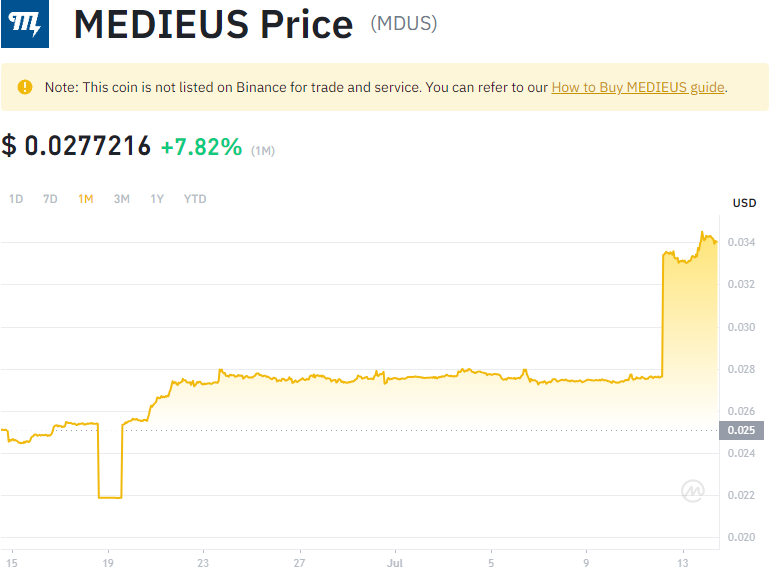 MEDIEUS Price (MDUS)
Note: This coin is not listed on Binance for trade and service. You can refer to our How to Buy MEDIEUS guide.
$ 0.0277216 +7.82% (1M)
1D 7D 1M 3M 1Y YTD
USD
0.034
0.032
0.030
0.028
0.026
0.025
0.024
0.022
0.020
15 19 23 27 Jul 5 9 13